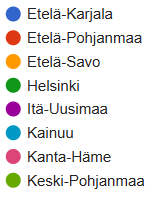 Etelä-Karjala
Etelä-Pohjanmaa
Etelä-Savo
Helsinki
Itä-Uusimaa
Kainuu
Kanta-Häme
Keski-Pohjanmaa